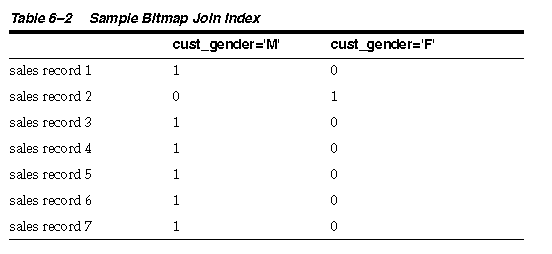 Table 6–2 Sample Bitmap Join Index
cust_gender='M' cust_gender='F'
sales record 1 1 0
sales record 2 0 1
sales record 3 1 0
sales record 4 1 0
sales record 5 1 0
sales record 6 1 0
sales record 7 1 0